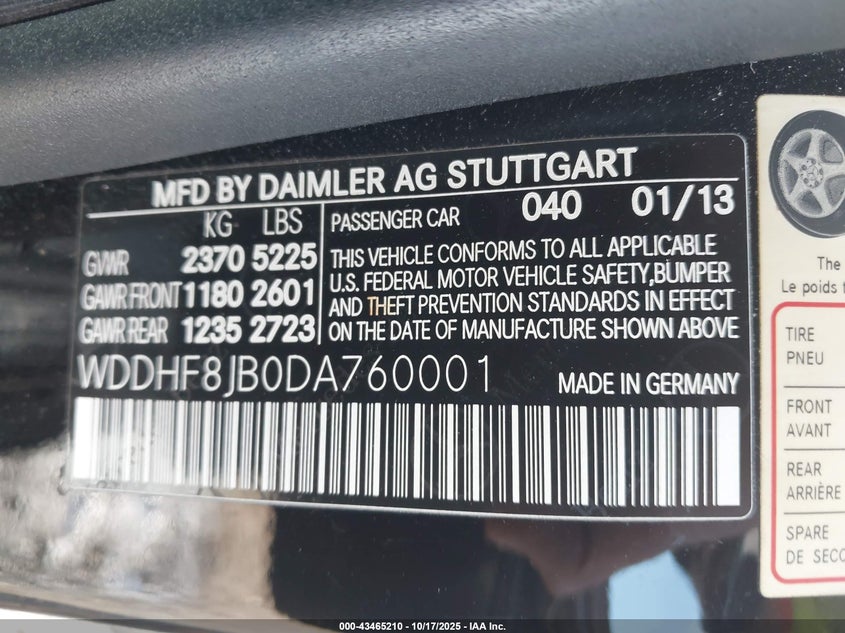 MFD BY DAIMLER AG STUTTGART
KG LBS
PASSENGER CAR 040 01/13
GVWR 2370 5225
GAWR FRONT 1180 2601
GAWR REAR 1235 2723
THIS VEHICLE CONFORMS TO ALL APPLICABLE
U.S. FEDERAL MOTOR VEHICLE SAFETY,BUMPER
AND THEFT PREVENTION STANDARDS IN EFFECT
ON THE DATE OF MANUFACTURE SHOWN ABOVE
WDDHF8JB0DA760001
MADE IN GERMANY
The
Le poids
TIRE
PNEU
FRONT
AVANT
REAR
ARRIÈRE
SPARE
DE
000-43465210 - 10/17/2025 - IAA Inc.